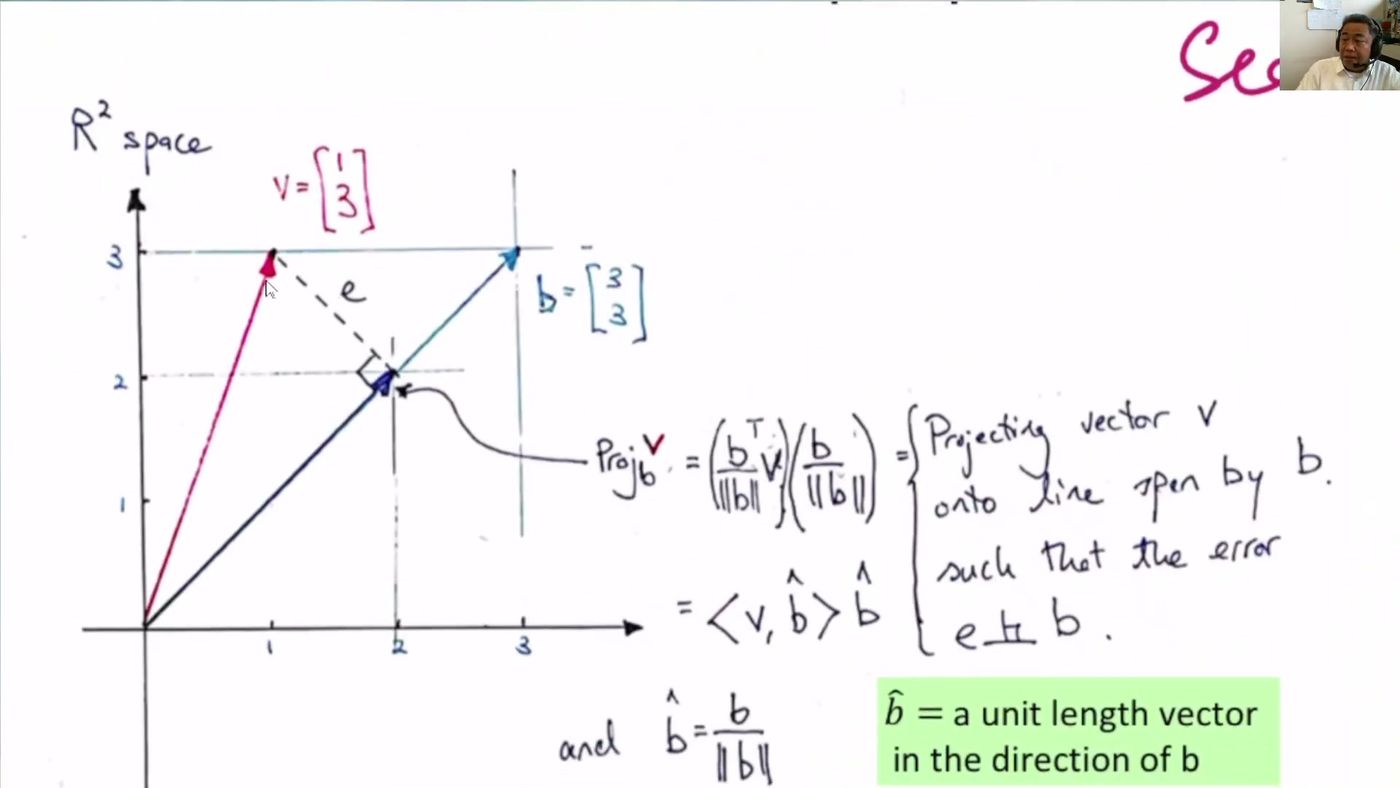 R² space
v = [1 3]
3
e
b = [3 3]
2
1
Proj_b v = (bᵀ/||b|| v)(b/||b||) = { Projecting vector v
onto line span by b.
such that the error
e ⊥ b.
= <v, b̂> b̂
1 2 3
and b̂ = b/||b||
b̂ = a unit length vector
in the direction of b